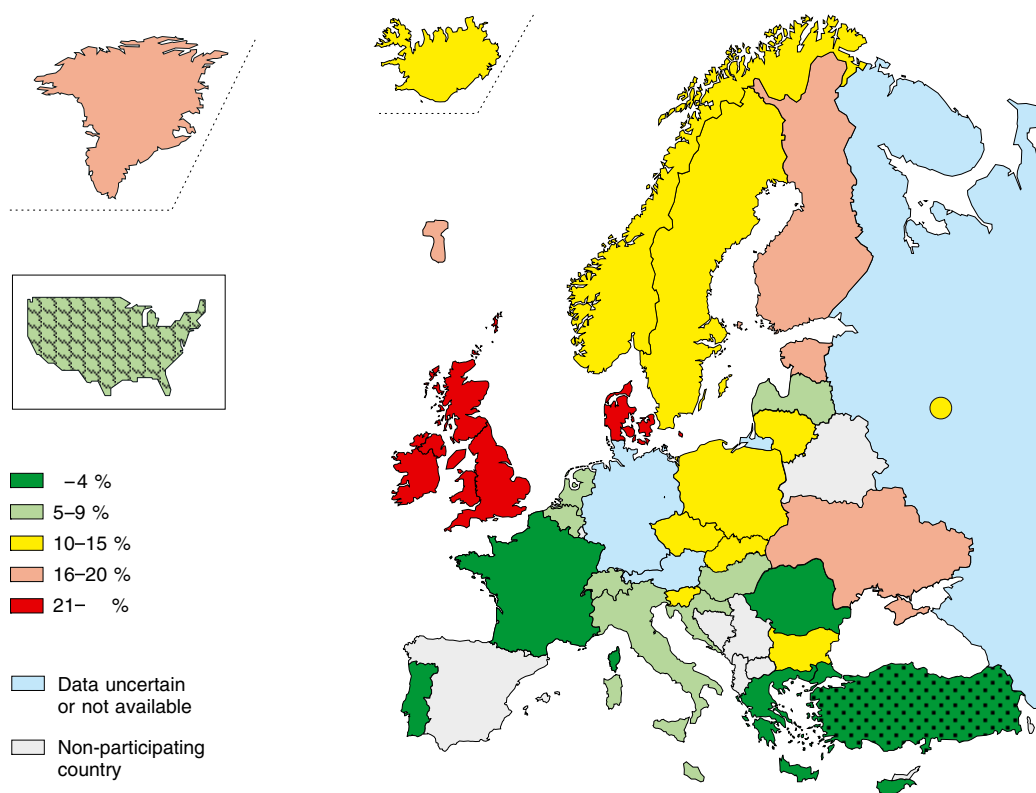 –4 %
5–9 %
10–15 %
16–20 %
21– %
Data uncertain
or not available
Non-participating
country